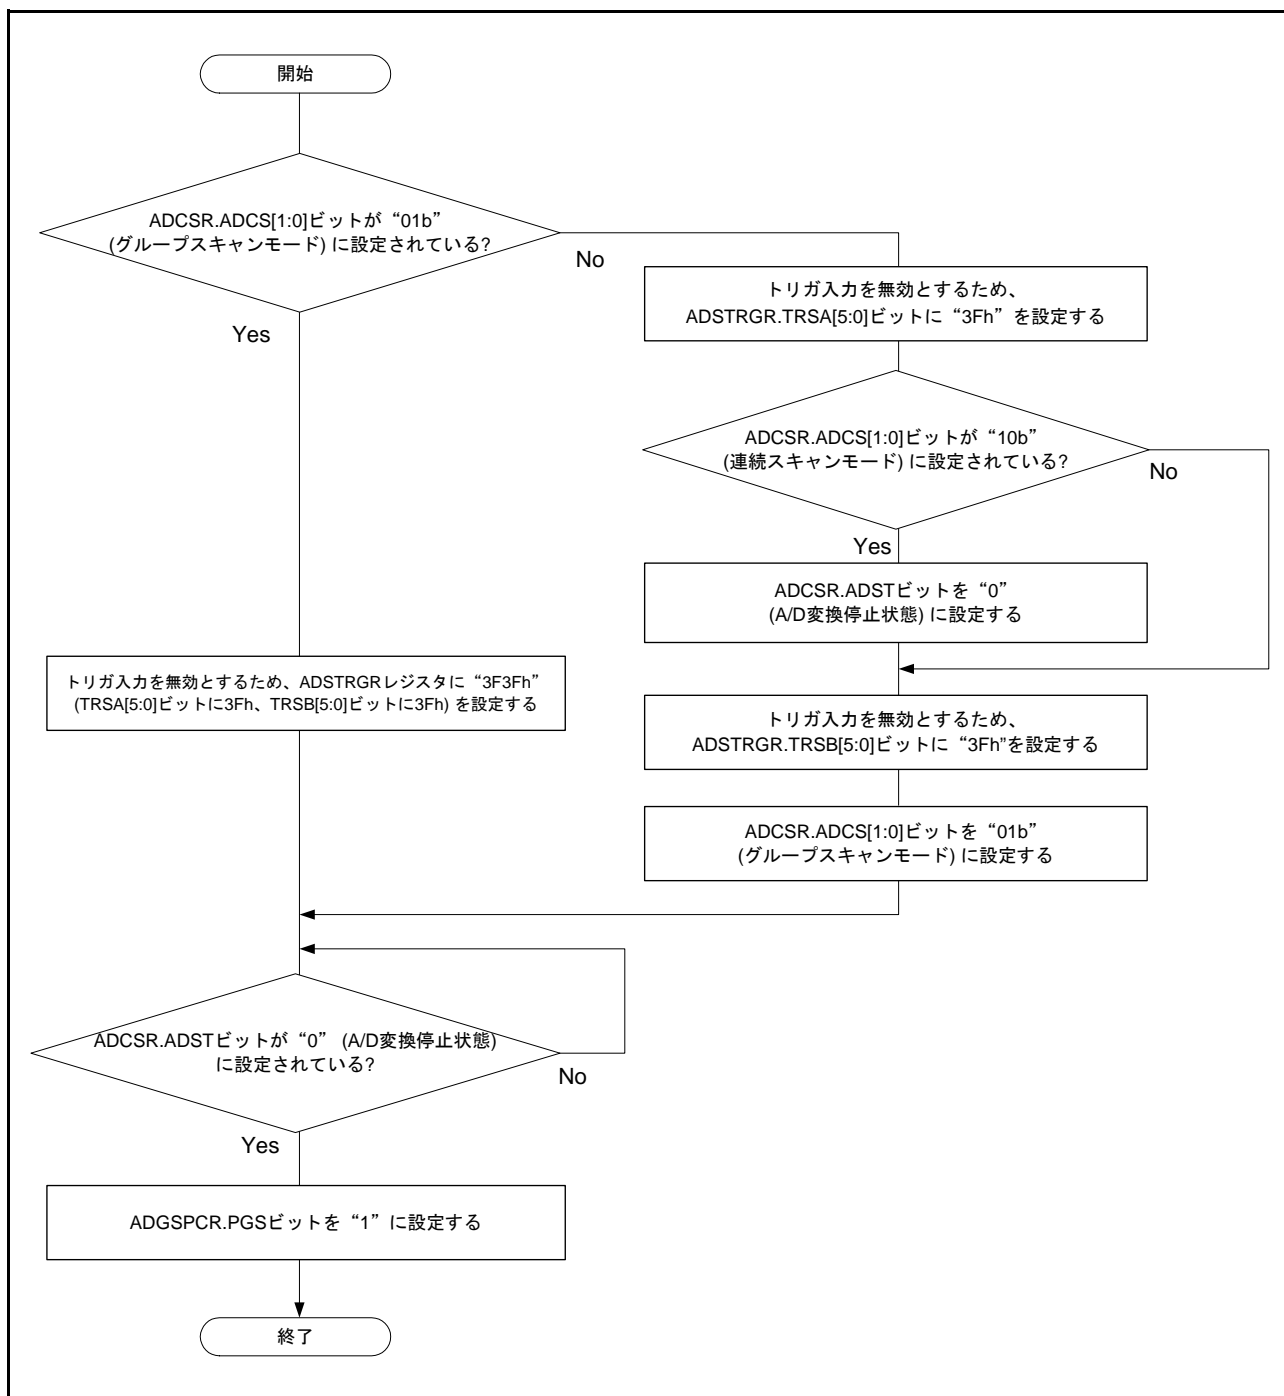 開始
ADCSR.ADCS[1:0]ビットが“01b”
(グループスキャンモード) に設定されている?
No
Yes
トリガ入力を無効とするため、
ADSTRGR.TRSA[5:0]ビットに“3Fh”を設定する
ADCSR.ADCS[1:0]ビットが“10b”
(連続スキャンモード) に設定されている?
No
Yes
ADCSR.ADSTビットを“0”
(A/D変換停止状態) に設定する
トリガ入力を無効とするため、ADSTRGRレジスタに“3F3Fh”
(TRSA[5:0]ビットに3Fh、TRSB[5:0]ビットに3Fh) を設定する
トリガ入力を無効とするため、
ADSTRGR.TRSB[5:0]ビットに“3Fh”を設定する
ADCSR.ADCS[1:0]ビットを“01b”
(グループスキャンモード) に設定する
ADCSR.ADSTビットが“0” (A/D変換停止状態)
に設定されている?
No
Yes
ADGSPCR.PGSビットを“1”に設定する
終了